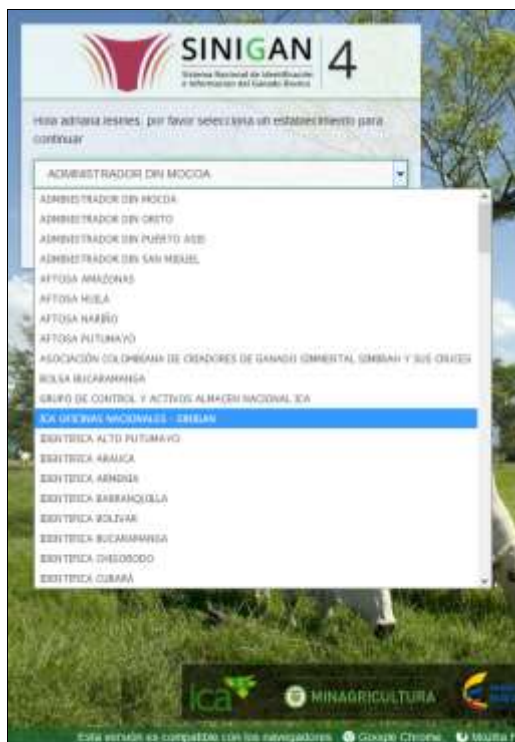 SINIGAN 4
Sistema Nacional de Identificación
e Información del Ganado Bovino
Hola adriana lesmes, por favor selecciona un establecimiento para
continuar
ADMINISTRADOR DIN MOCOA
ADMINISTRADOR DIN MOCOA
ADMINISTRADOR DIN ORITO
ADMINISTRADOR DIN PUERTO ASIS
ADMINISTRADOR DIN SAN MIGUEL
AFTOSA AMAZONAS
AFTOSA HUILA
AFTOSA NARIÑO
AFTOSA PUTUMAYO
ASOCIACIÓN COLOMBIANA DE CRIADORES DE GANADO SIMMENTAL SIMBRAH Y SUS CRUCES
BOLSA BUCARAMANGA
GRUPO DE CONTROL Y ACTIVOS ALMACEN NACIONAL ICA
ICA OFICINAS NACIONALES - SINIGAN
IDENTIFICA ALTO PUTUMAYO
IDENTIFICA ARAUCA
IDENTIFICA ARMENIA
IDENTIFICA BARRANQUILLA
IDENTIFICA BOLIVAR
IDENTIFICA BUCARAMANGA
IDENTIFICA CHIGORODO
IDENTIFICA CUBARÁ
ica
MINAGRICULTURA
Esta versión es compatible con los navegadores Google Chrome Mozilla